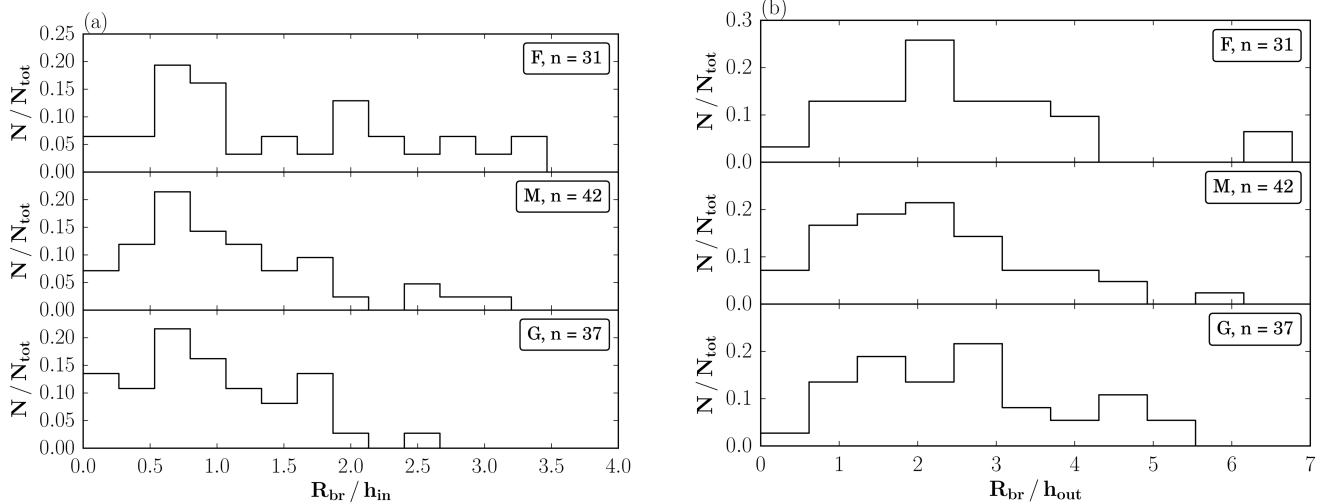 (a)
0.25
0.20
0.15
0.10
0.05
0.00
N / N_tot
F, n = 31
0.20
0.15
0.10
0.05
0.00
N / N_tot
M, n = 42
0.20
0.15
0.10
0.05
0.00
N / N_tot
G, n = 37
0.0 0.5 1.0 1.5 2.0 2.5 3.0 3.5 4.0
R_br / h_in
(b)
0.3
0.2
0.1
0.0
N / N_tot
F, n = 31
0.2
0.1
0.0
N / N_tot
M, n = 42
0.2
0.1
0.0
N / N_tot
G, n = 37
0 1 2 3 4 5 6 7
R_br / h_out